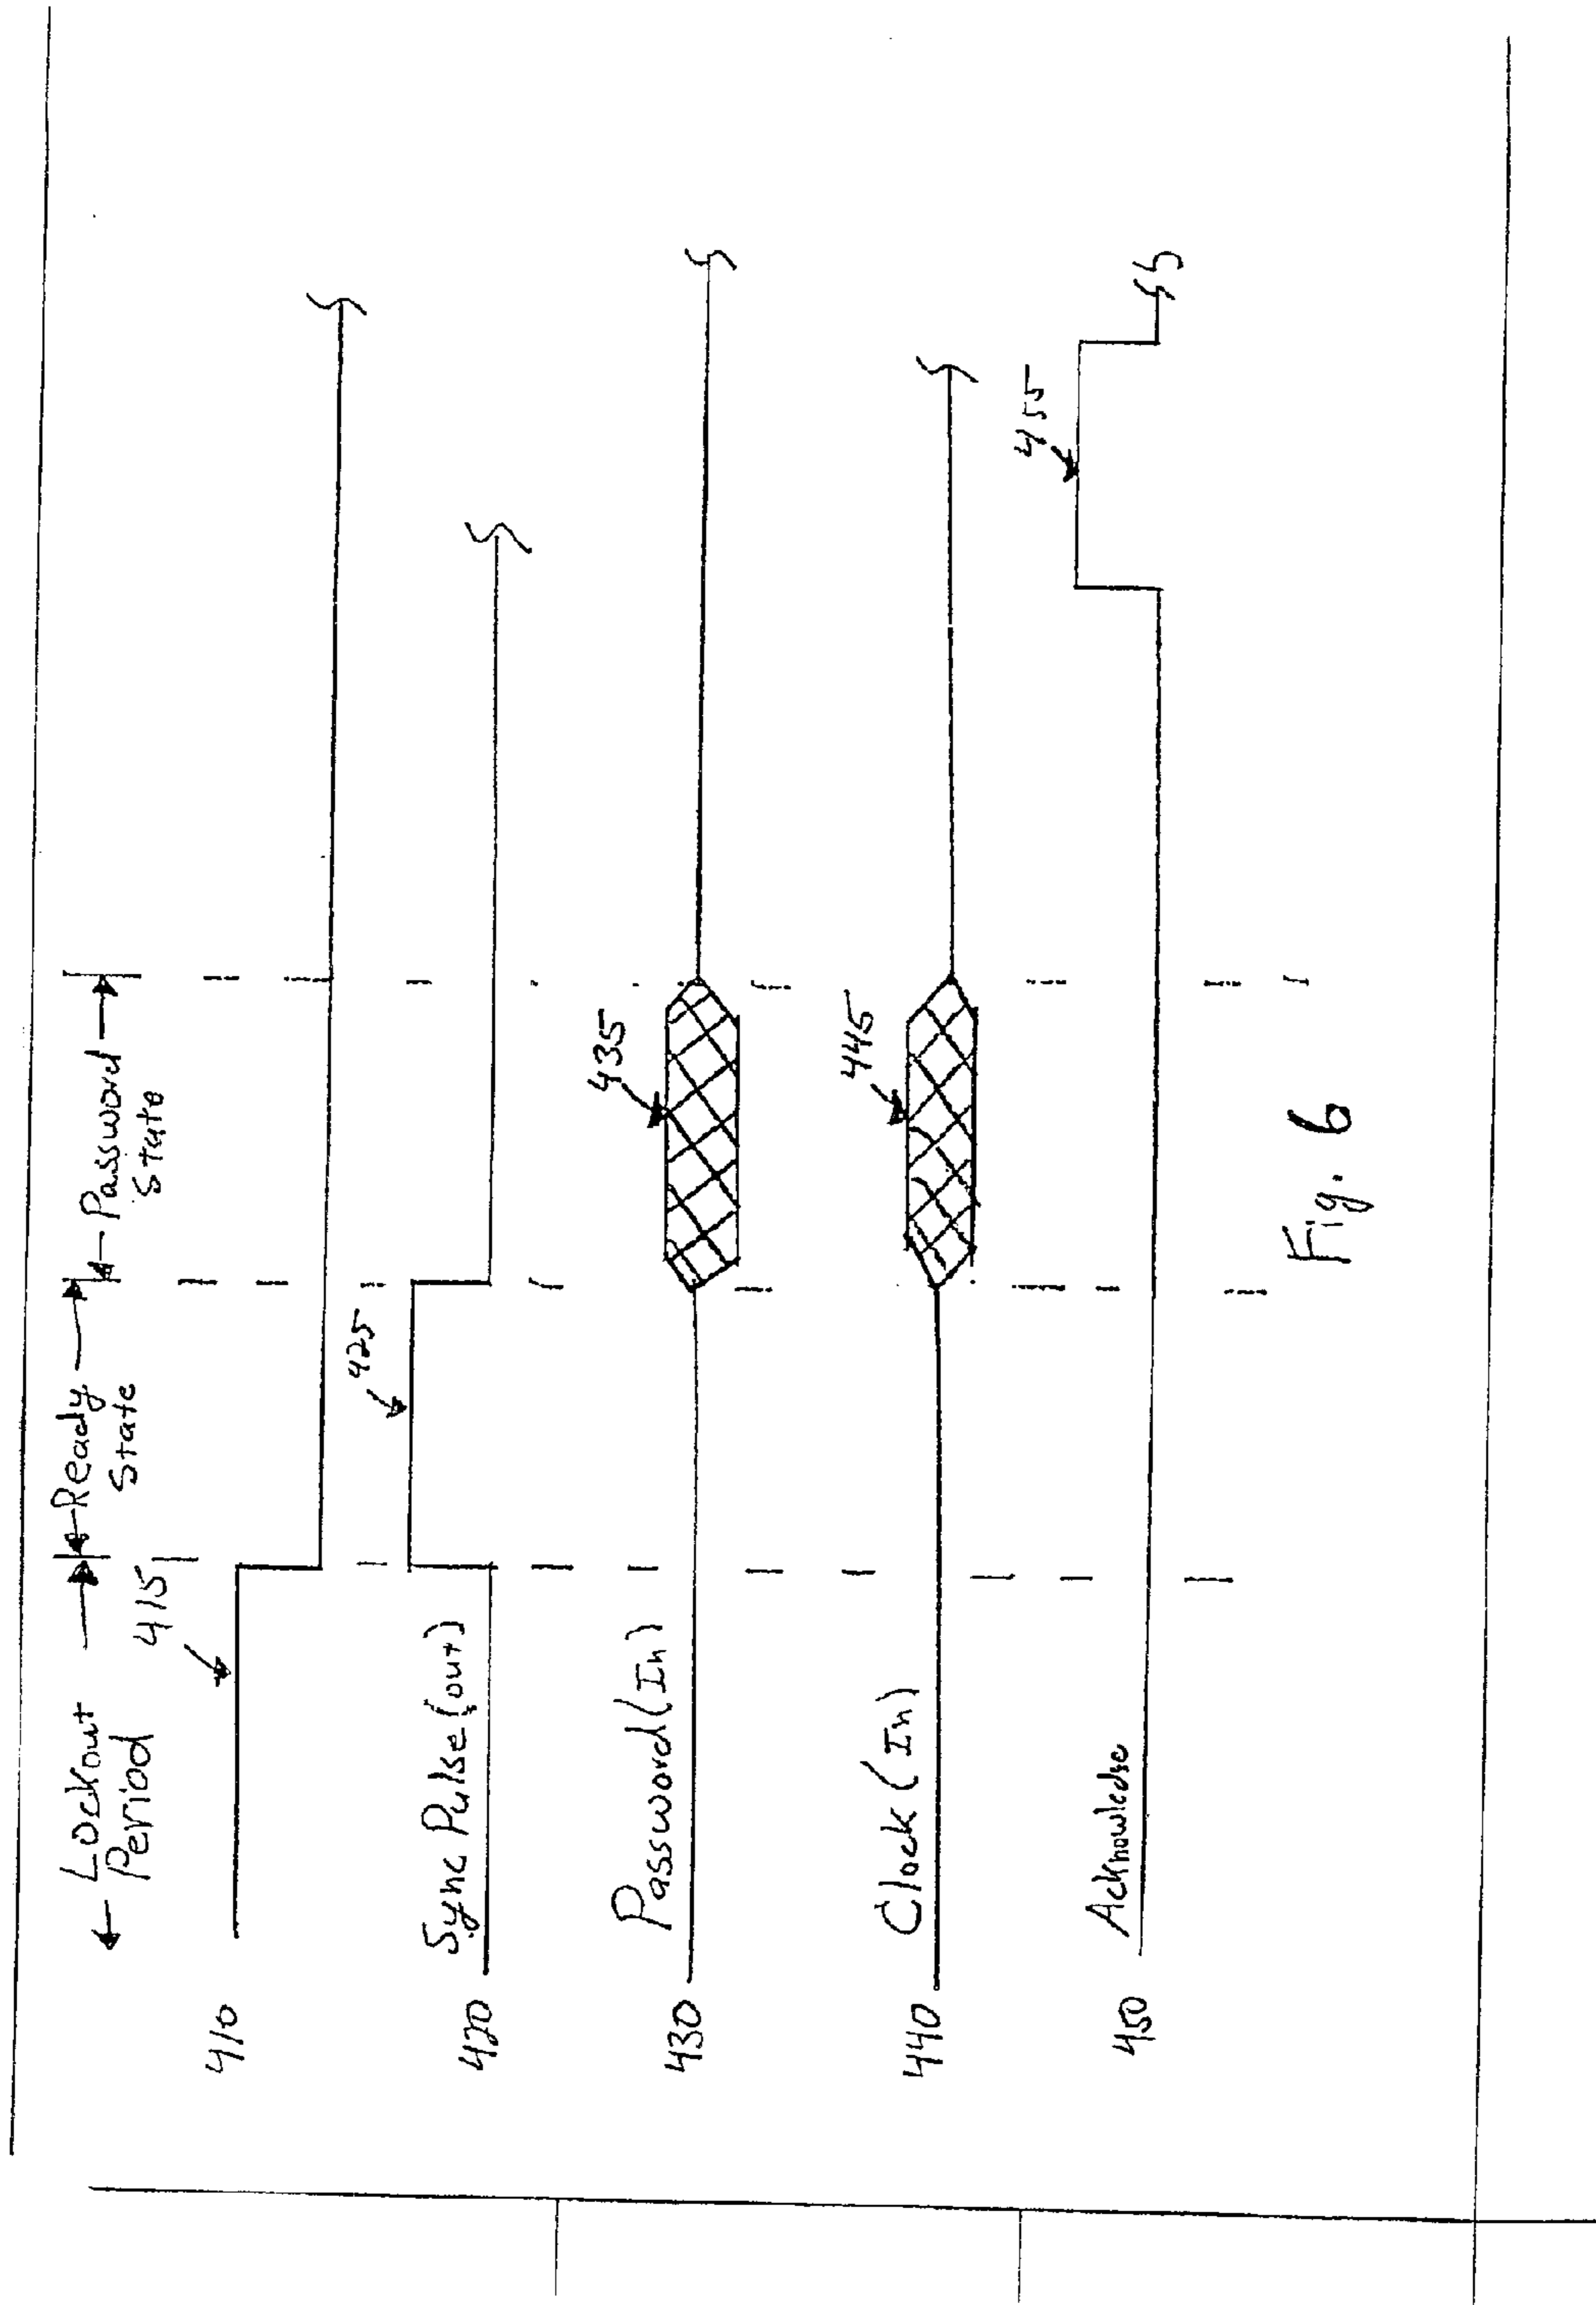 ← Lockout → ←Ready→ ←Password→
Period State State
415
410
425
Sync Pulse (out)
420
435
Password (In)
430
445
Clock (In)
440
455
Acknowledge
450
Fig. 6